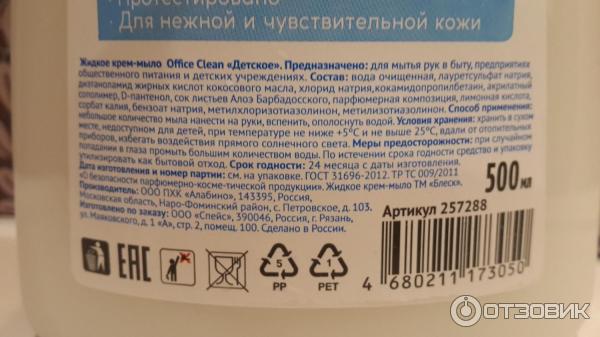 Протестировано
· Для нежной и чувствительной кожи
Жидкое крем-мыло Office Clean «Детское». Предназначено: для мытья рук в быту, предприятиях
общественного питания и детских учреждениях. Состав: вода очищенная, лауретсульфат натрия,
диэтаноламид жирных кислот кокосового масла, хлорид натрия, кокамидопропилбетаин, акрилатный
сополимер, D-пантенол, сок листьев Алоэ Барбадосского, парфюмерная композиция, лимонная кислота,
сорбат калия, бензоат натрия, метилхлоризотиазолинон, метилизотиазолинон. Способ применения:
небольшое количество мыла нанести на руки, вспенить, ополоснуть водой. Условия хранения: хранить в сухом
месте, недоступном для детей, при температуре не ниже +5°C и не выше 25°C, вдали от отопительных
приборов, избегать воздействия прямого солнечного света. Меры предосторожности: при случайном
попадании в глаза промыть большим количеством воды. По истечении срока годности средство и упаковку
утилизировать как бытовой отход. Срок годности: 24 месяца с даты изготовления.
Дата изготовления и номер партии: см. на упаковке. ГОСТ 31696-2012. ТР ТС 009/2011
«О безопасности парфюмерно-косме-тической продукции». Жидкое крем-мыло ТМ «Блеск».
Производитель: ООО ПХК «Алабино», 143395, Россия,
Московская область, Наро-Фоминский район, с. Петровское, д. 103.
Изготовлено по заказу: ООО «Спейс», 390046, Россия, г. Рязань,
ул. Маяковского, д. 1 «А», стр. 2, помещ. 100. Сделано в России.
500 мл
Артикул 257288
EAC
5
PP
1
PET
4 680211 173050
ОТЗОВИК